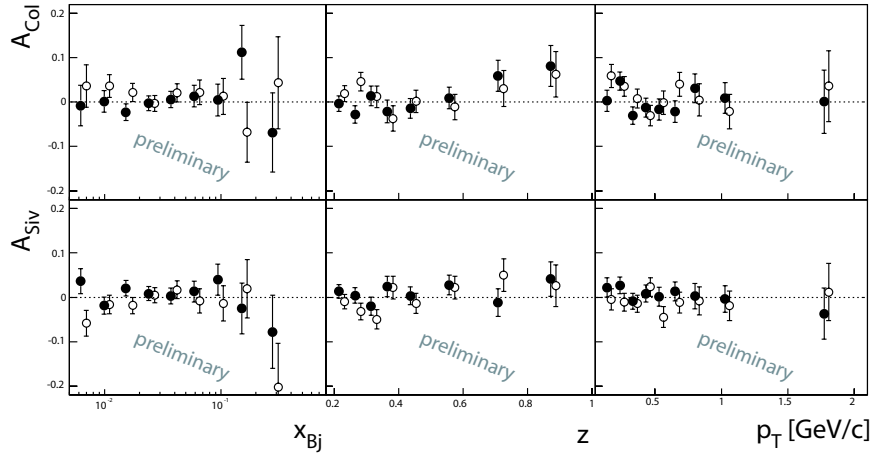 A_Col
0.2
0.1
0
-0.1
-0.2
preliminary
preliminary
preliminary
A_Siv
0.2
0.1
0
-0.1
-0.2
preliminary
preliminary
preliminary
10^-2 10^-1
0.2 0.4 0.6 0.8 1
0.5 1 1.5 2
x_Bj
z
p_T [GeV/c]